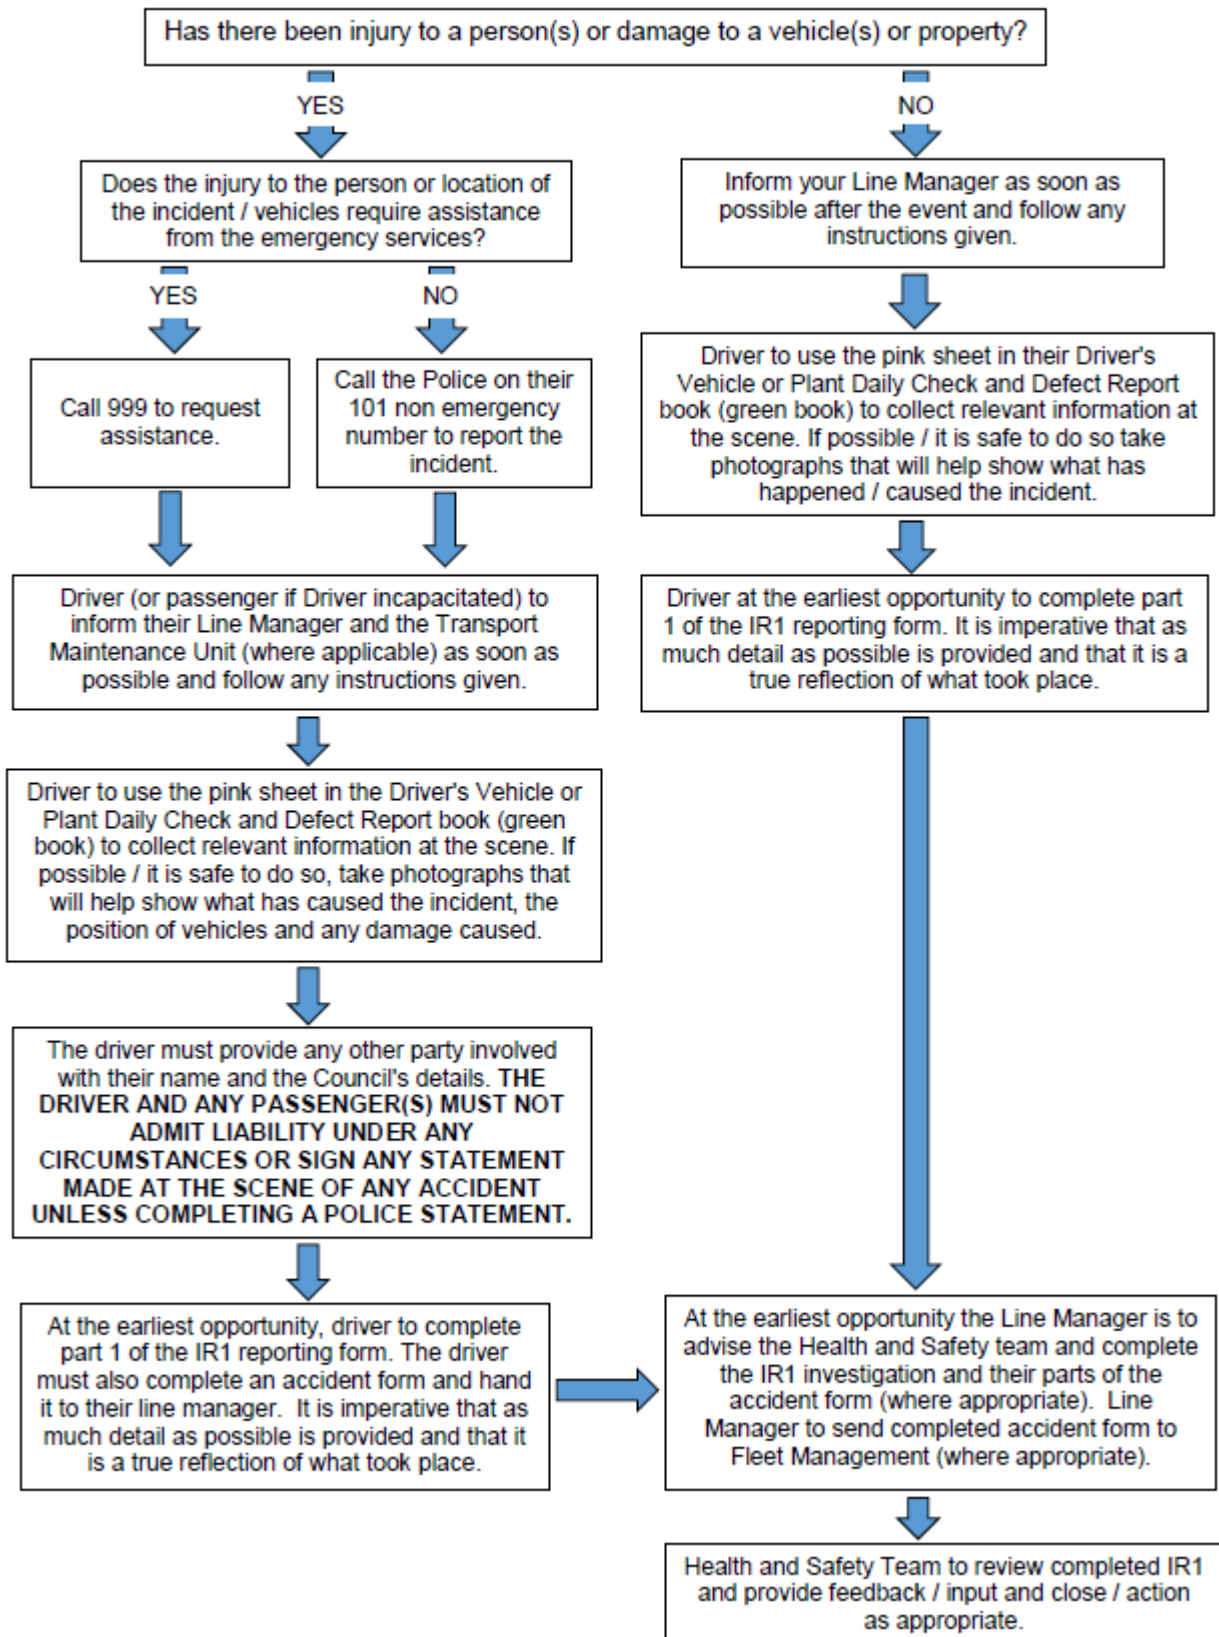 Has there been injury to a person(s) or damage to a vehicle(s) or property?
YES
NO
Does the injury to the person or location of
the incident / vehicles require assistance
from the emergency services?
Inform your Line Manager as soon as
possible after the event and follow any
instructions given.
YES
NO
Call 999 to request
assistance.
Call the Police on their
101 non emergency
number to report the
incident.
Driver to use the pink sheet in their Driver's
Vehicle or Plant Daily Check and Defect Report
book (green book) to collect relevant information at
the scene. If possible / it is safe to do so take
photographs that will help show what has
happened / caused the incident.
Driver (or passenger if Driver incapacitated) to
inform their Line Manager and the Transport
Maintenance Unit (where applicable) as soon as
possible and follow any instructions given.
Driver at the earliest opportunity to complete part
1 of the IR1 reporting form. It is imperative that as
much detail as possible is provided and that it is a
true reflection of what took place.
Driver to use the pink sheet in the Driver's Vehicle or
Plant Daily Check and Defect Report book (green
book) to collect relevant information at the scene. If
possible / it is safe to do so, take photographs that
will help show what has caused the incident, the
position of vehicles and any damage caused.
The driver must provide any other party involved
with their name and the Council's details. THE
DRIVER AND ANY PASSENGER(S) MUST NOT
ADMIT LIABILITY UNDER ANY
CIRCUMSTANCES OR SIGN ANY STATEMENT
MADE AT THE SCENE OF ANY ACCIDENT
UNLESS COMPLETING A POLICE STATEMENT.
At the earliest opportunity, driver to complete
part 1 of the IR1 reporting form. The driver
must also complete an accident form and hand
it to their line manager.  It is imperative that as
much detail as possible is provided and that it
is a true reflection of what took place.
At the earliest opportunity the Line Manager is to
advise the Health and Safety team and complete
the IR1 investigation and their parts of the
accident form (where appropriate).  Line
Manager to send completed accident form to
Fleet Management (where appropriate).
Health and Safety Team to review completed IR1
and provide feedback / input and close / action
as appropriate.